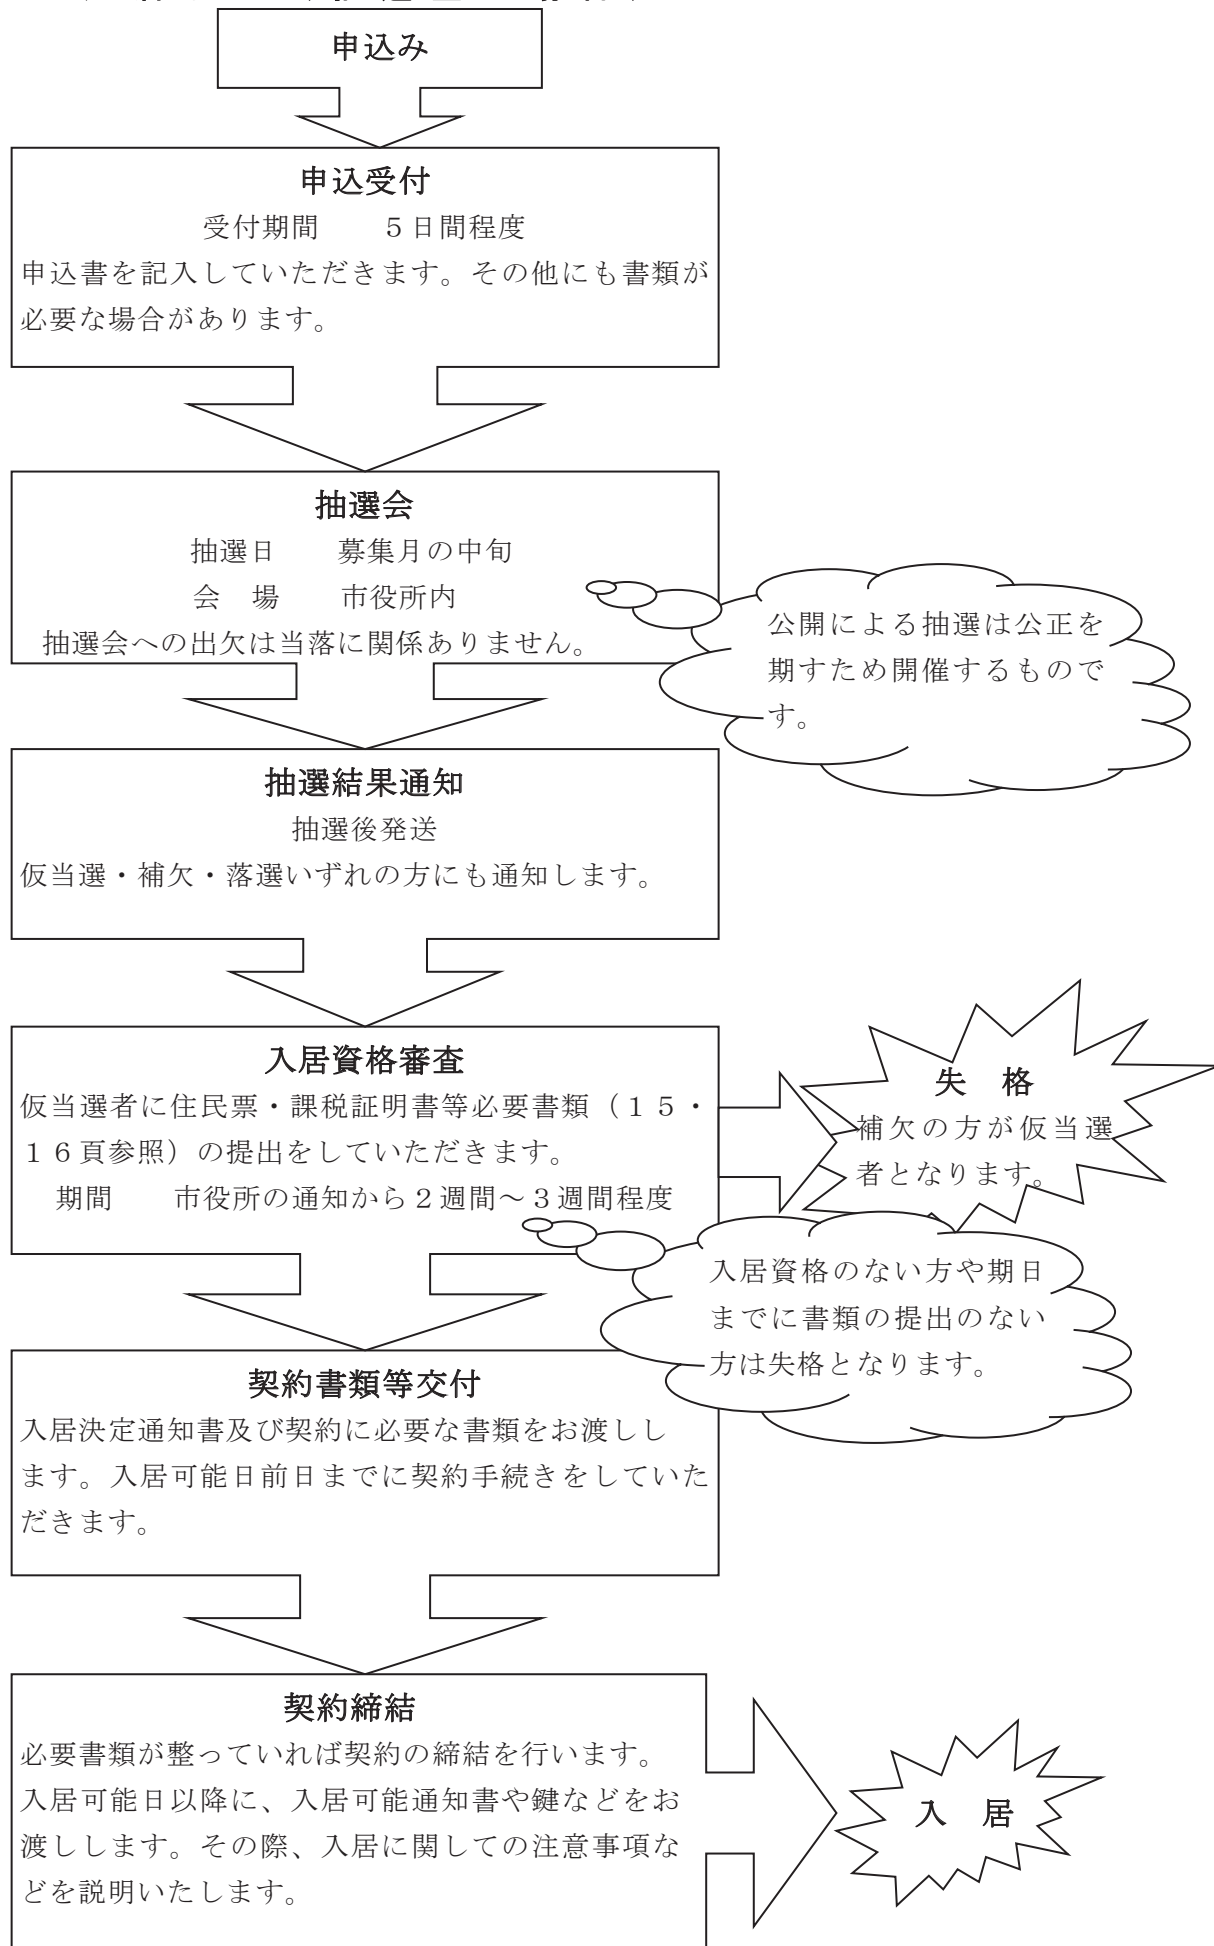 申込み
申込受付
受付期間　　５日間程度
申込書を記入していただきます。その他にも書類が
必要な場合があります。
抽選会
抽選日　　募集月の中旬
会　場　　市役所内
抽選会への出欠は当落に関係ありません。
公開による抽選は公正を
期すため開催するもので
す。
抽選結果通知
抽選後発送
仮当選・補欠・落選いずれの方にも通知します。
入居資格審査
仮当選者に住民票・課税証明書等必要書類（１５・
１６頁参照）の提出をしていただきます。
期間　　市役所の通知から２週間～３週間程度
失　格
補欠の方が仮当選
者となります。
入居資格のない方や期日
までに書類の提出のない
方は失格となります。
契約書類等交付
入居決定通知書及び契約に必要な書類をお渡しし
ます。入居可能日前日までに契約手続きをしていた
だきます。
契約締結
必要書類が整っていれば契約の締結を行います。
入居可能日以降に、入居可能通知書や鍵などをお
渡しします。その際、入居に関しての注意事項な
どを説明いたします。
入　居